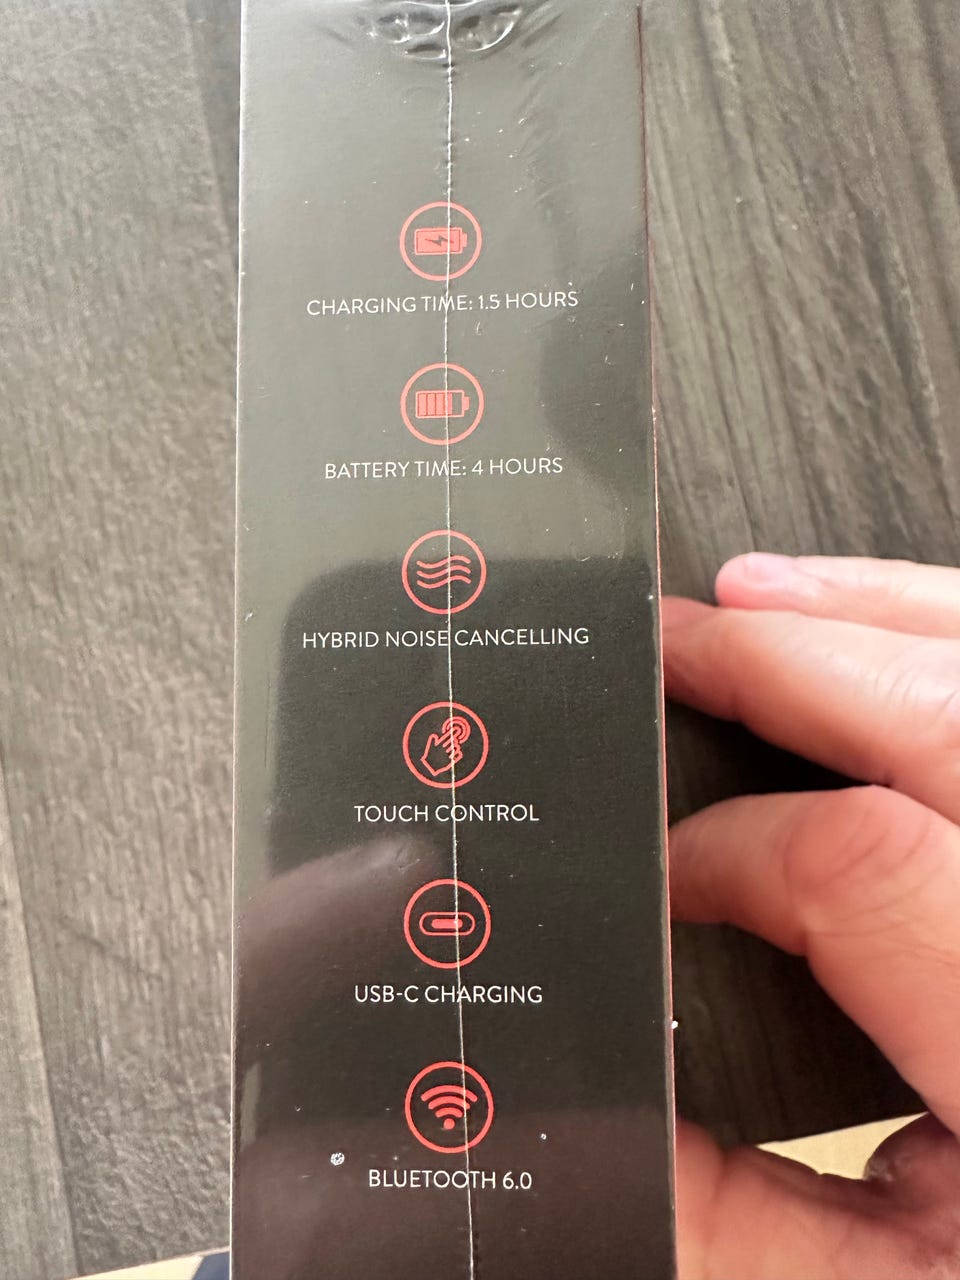 CHARGING TIME: 1.5 HOURS
BATTERY TIME: 4 HOURS
HYBRID NOISE CANCELLING
TOUCH CONTROL
USB-C CHARGING
BLUETOOTH 6.0